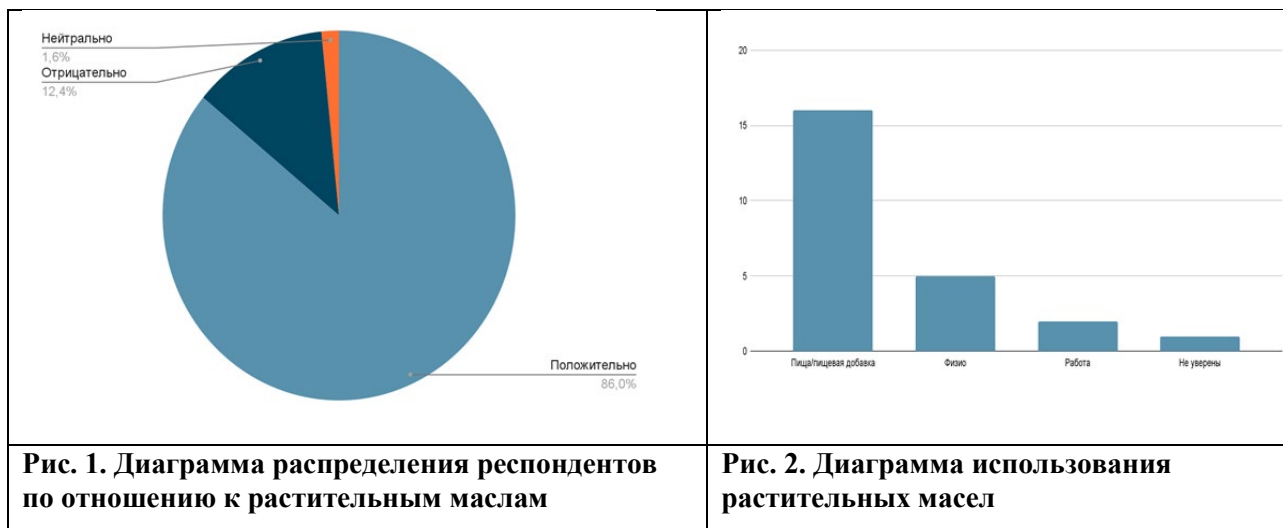 Нейтрально
1,6%
Отрицательно
12,4%
Положительно
86,0%
20
15
10
5
0
Пища/пищевая добавка
Физио
Работа
Не уверены
Рис. 1. Диаграмма распределения респондентов
по отношению к растительным маслам
Рис. 2. Диаграмма использования
растительных масел